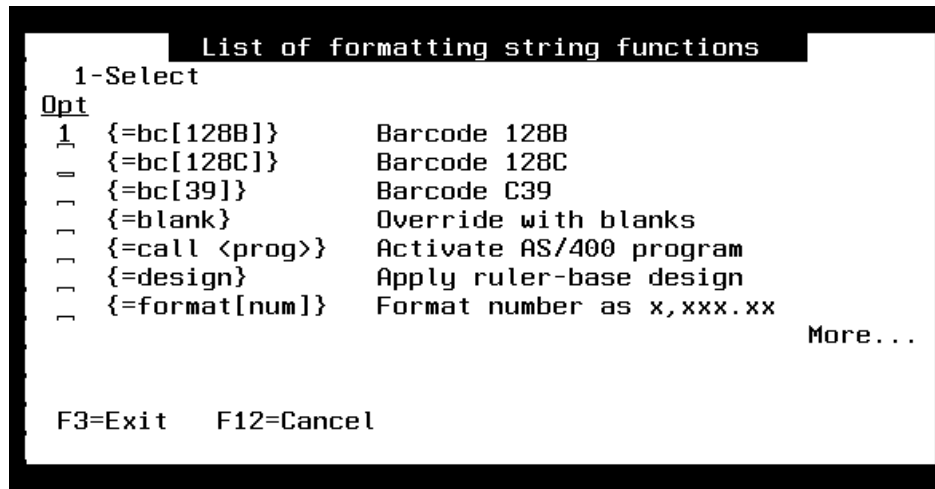 List of formatting string functions
1-Select
Opt
1 {=bc[128B]} Barcode 128B
{=bc[128C]} Barcode 128C
{=bc[39]} Barcode C39
{=blank} Override with blanks
{=call <prog>} Activate AS/400 program
{=design} Apply ruler-base design
{=format[num]} Format number as x,xxx.xx
More...
F3=Exit F12=Cancel